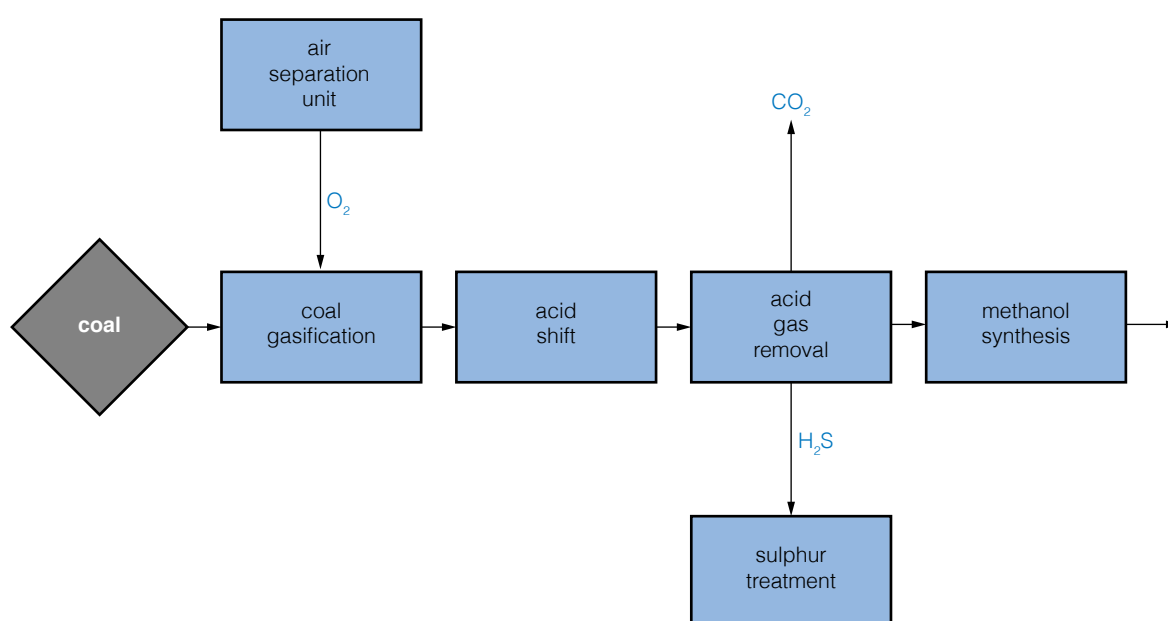 air
separation
unit
CO₂
O₂
coal
coal
gasification
acid
shift
acid
gas
removal
methanol
synthesis
H₂S
sulphur
treatment